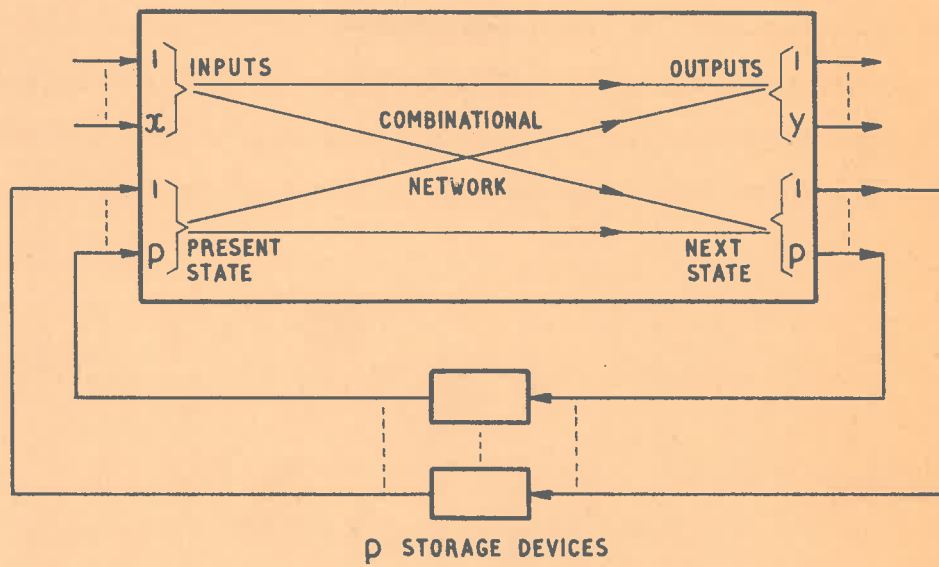 1
INPUTS
x
COMBINATIONAL
NETWORK
1
PRESENT
STATE
p
OUTPUTS
1
y
1
NEXT
STATE
p
p STORAGE DEVICES